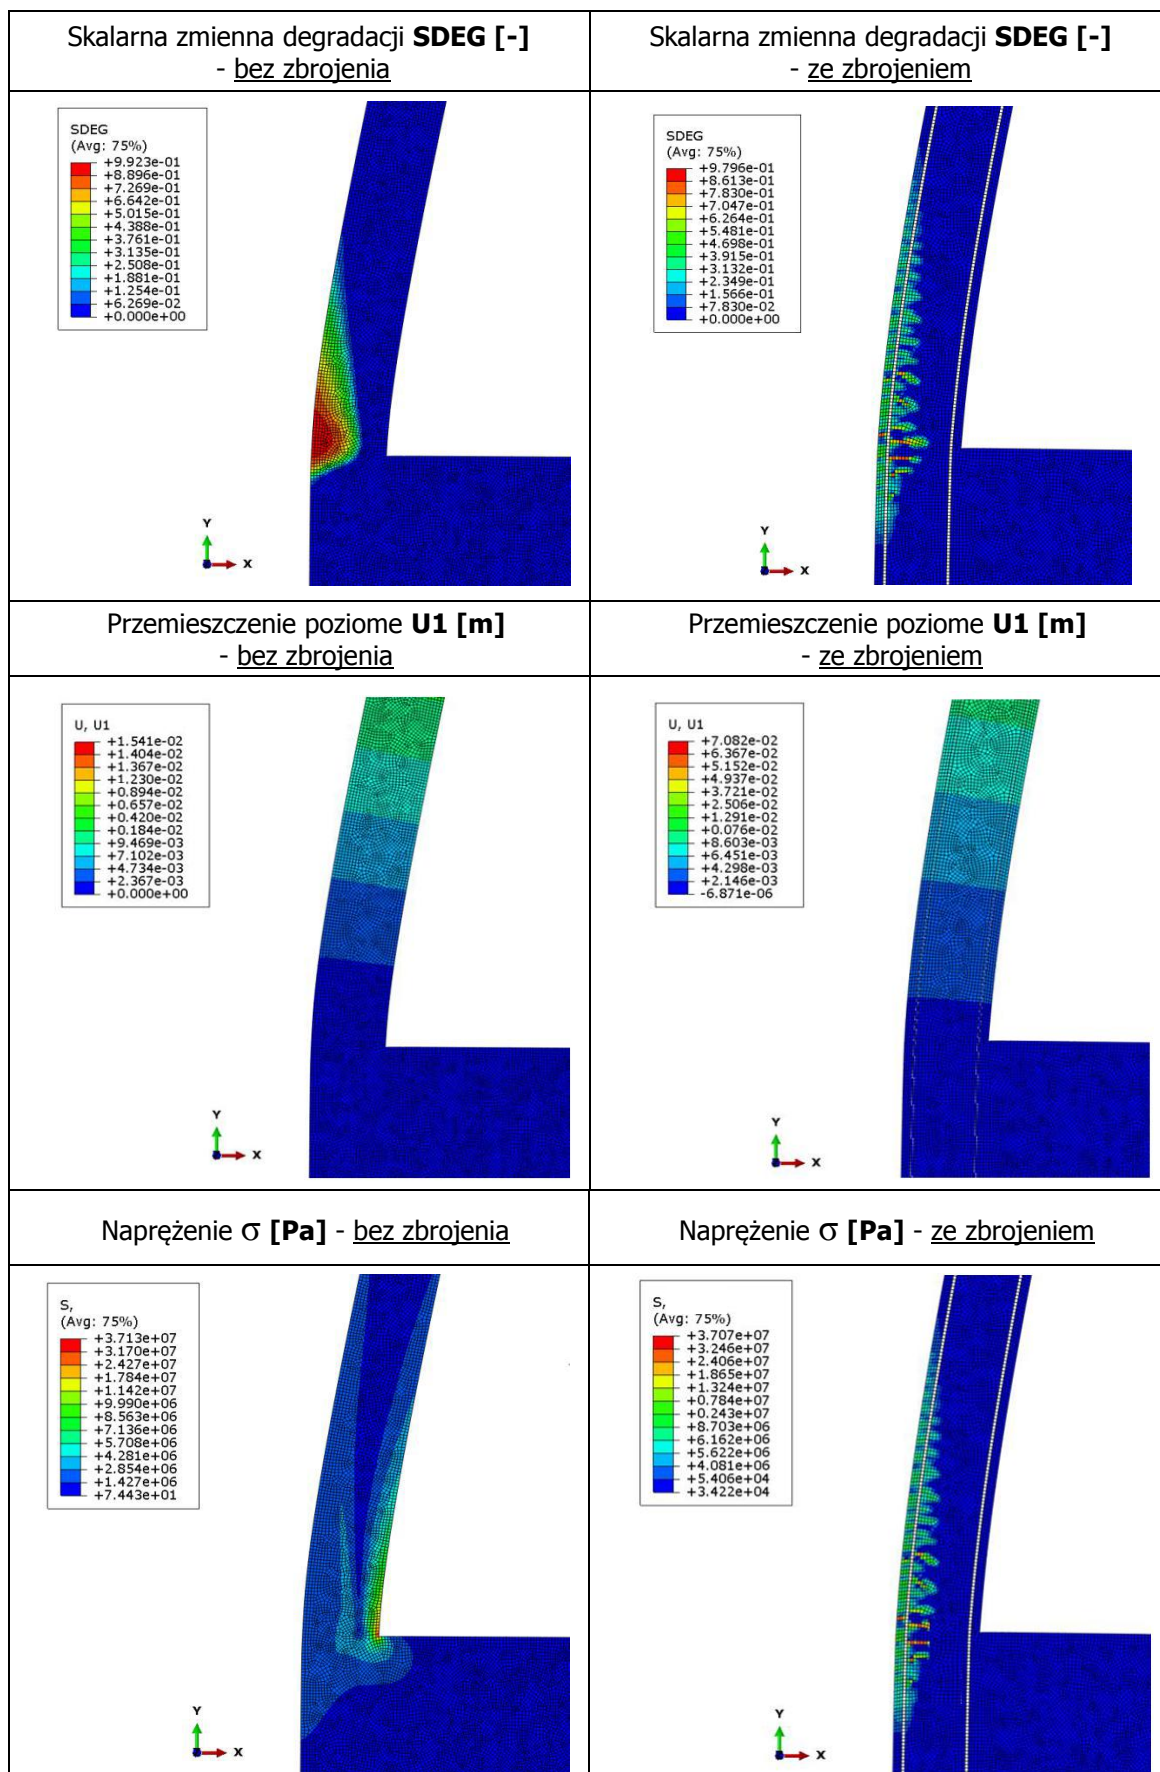 Skalarna zmienna degradacji SDEG [-]
- bez zbrojenia
Skalarna zmienna degradacji SDEG [-]
- ze zbrojeniem
SDEG
(Avg: 75%)
+9.923e-01
+8.896e-01
+7.269e-01
+6.642e-01
+5.015e-01
+4.388e-01
+3.761e-01
+3.135e-01
+2.508e-01
+1.881e-01
+1.254e-01
+6.269e-02
+0.000e+00
Y
X
SDEG
(Avg: 75%)
+9.796e-01
+8.613e-01
+7.830e-01
+7.047e-01
+6.264e-01
+5.481e-01
+4.698e-01
+3.915e-01
+3.132e-01
+2.349e-01
+1.566e-01
+7.830e-02
+0.000e+00
Y
X
Przemieszczenie poziome U1 [m]
- bez zbrojenia
Przemieszczenie poziome U1 [m]
- ze zbrojeniem
U, U1
+1.541e-02
+1.404e-02
+1.367e-02
+1.230e-02
+0.894e-02
+0.657e-02
+0.420e-02
+0.184e-02
+9.469e-03
+7.102e-03
+4.734e-03
+2.367e-03
+0.000e+00
Y
X
U, U1
+7.082e-02
+6.367e-02
+5.152e-02
+4.937e-02
+3.721e-02
+2.506e-02
+1.291e-02
+0.076e-02
+8.603e-03
+6.451e-03
+4.298e-03
+2.146e-03
-6.871e-06
Y
X
Naprężenie σ [Pa] - bez zbrojenia
Naprężenie σ [Pa] - ze zbrojeniem
S,
(Avg: 75%)
+3.713e+07
+3.170e+07
+2.427e+07
+1.784e+07
+1.142e+07
+9.990e+06
+8.563e+06
+7.136e+06
+5.708e+06
+4.281e+06
+2.854e+06
+1.427e+06
+7.443e+01
Y
X
S,
(Avg: 75%)
+3.707e+07
+3.246e+07
+2.406e+07
+1.865e+07
+1.324e+07
+0.784e+07
+0.243e+07
+8.703e+06
+6.162e+06
+5.622e+06
+4.081e+06
+5.406e+04
+3.422e+04
Y
X